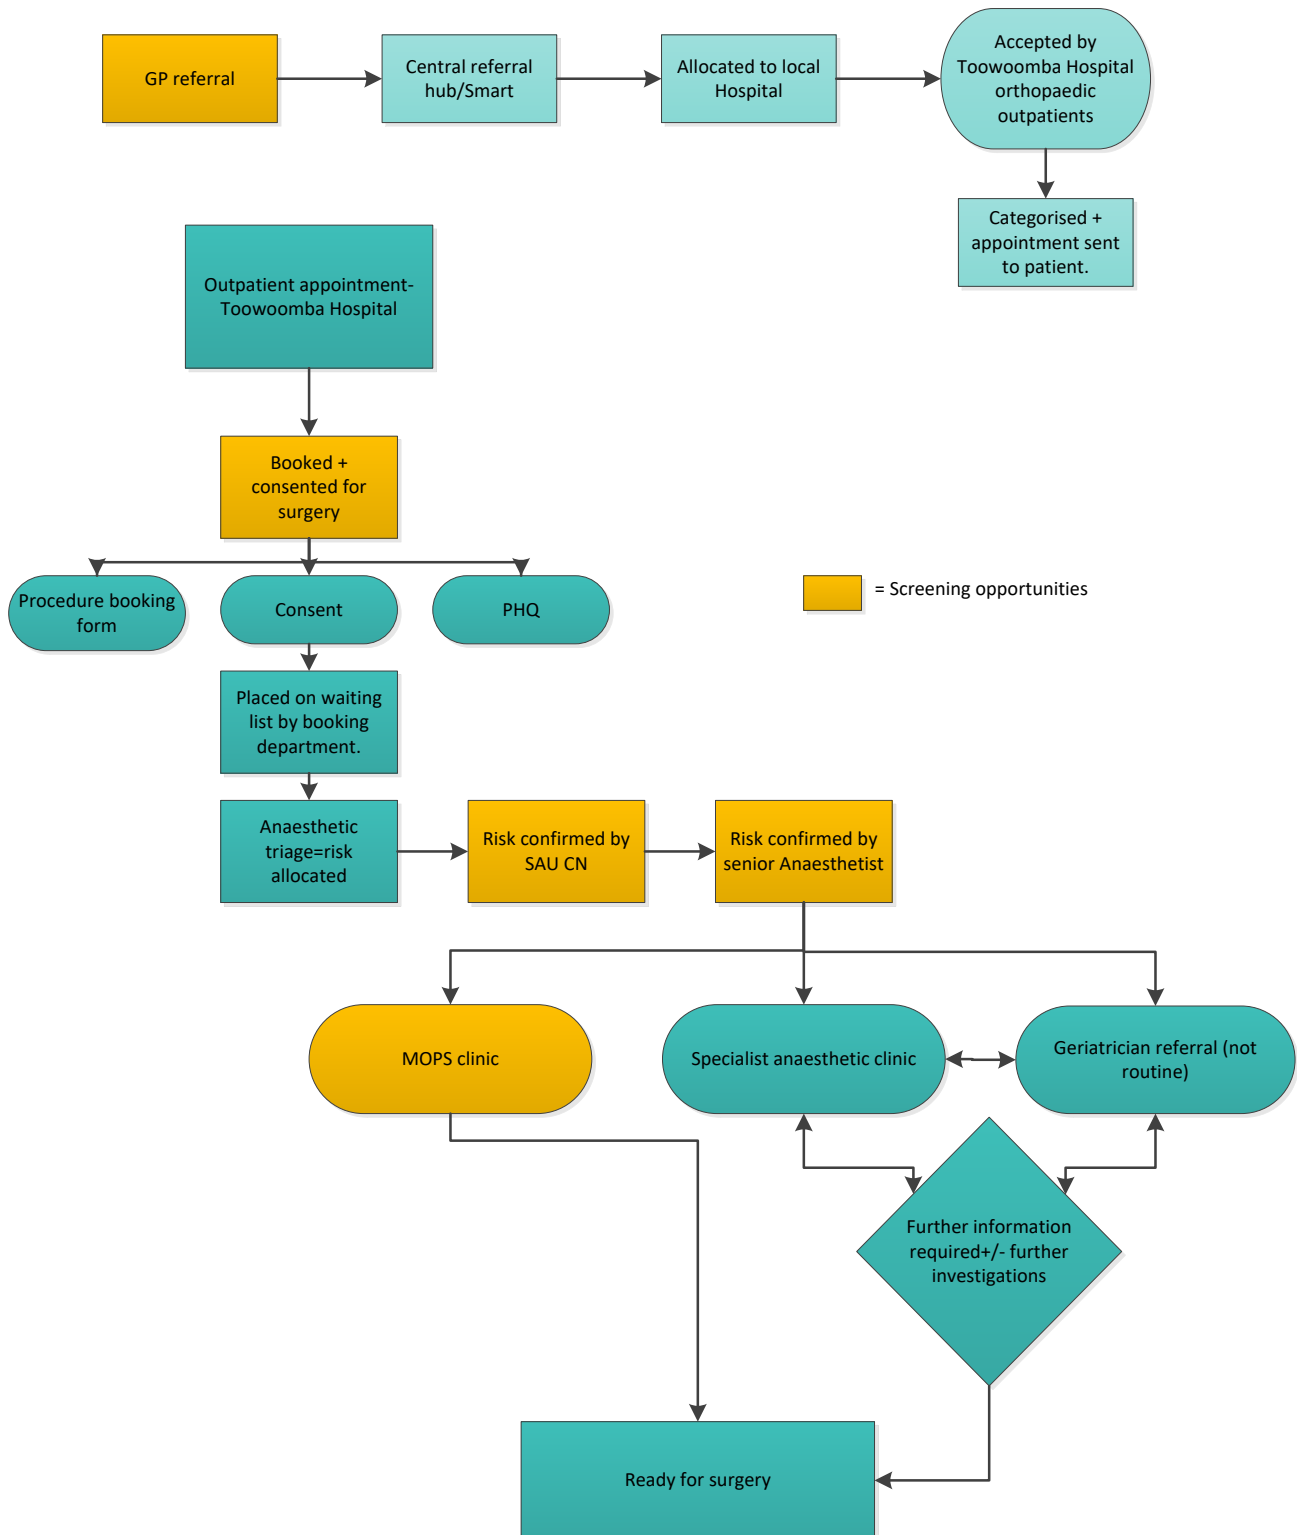 GP referral
Central referral
hub/Smart
Allocated to local
Hospital
Accepted by
Toowoomba Hospital
orthopaedic
outpatients
Categorised +
appointment sent
to patient.
Outpatient appointment-
Toowoomba Hospital
Booked +
consented for
surgery
Procedure booking
form
Consent
PHQ
= Screening opportunities
Placed on waiting
list by booking
department.
Anaesthetic
triage=risk
allocated
Risk confirmed by
SAU CN
Risk confirmed by
senior Anaesthetist
MOPS clinic
Specialist anaesthetic clinic
Geriatrician referral (not
routine)
Further information
required+/- further
investigations
Ready for surgery